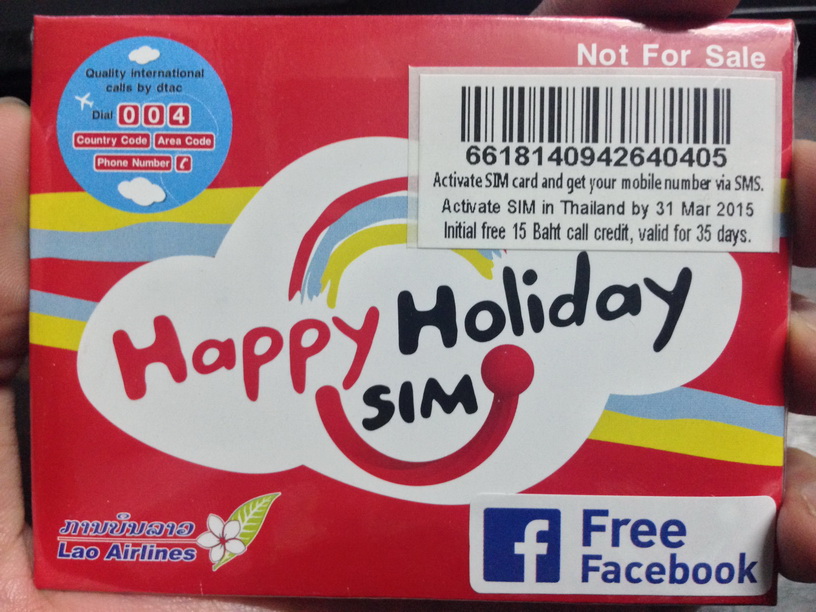 Not For Sale
Quality international
calls by dtac
Dial 004
Country Code Area Code
Phone Number
6618140942640405
Activate SIM card and get your mobile number via SMS.
Activate SIM in Thailand by 31 Mar 2015
Initial free 15 Baht call credit, valid for 35 days.
Happy Holiday
SIM
ການບິນລາວ
Lao Airlines
f Free
Facebook